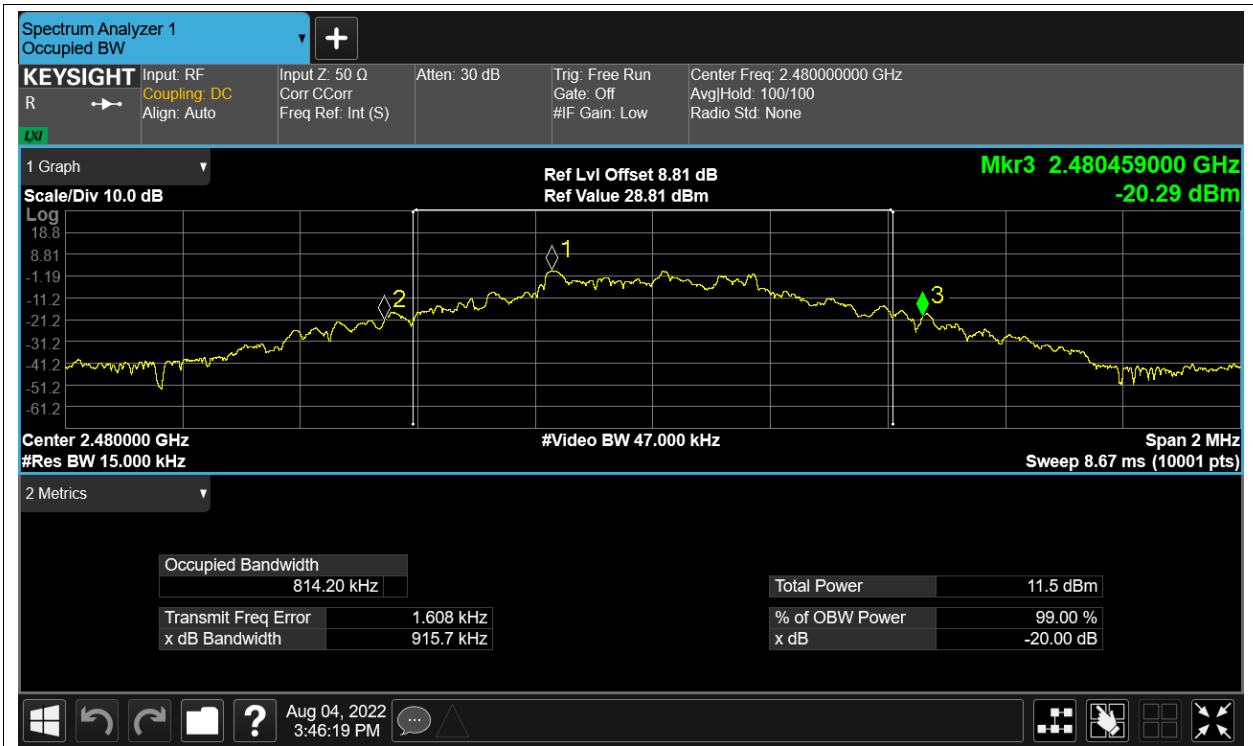 Spectrum Analyzer 1
Occupied BW
KEYSIGHT
R
LXI
Input: RF
Coupling: DC
Align: Auto
Input Z: 50 Ω
Corr CCorr
Freq Ref: Int (S)
Atten: 30 dB
Trig: Free Run
Gate: Off
#IF Gain: Low
Center Freq: 2.480000000 GHz
Avg|Hold: 100/100
Radio Std: None
1 Graph
Scale/Div 10.0 dB
Ref Lvl Offset 8.81 dB
Ref Value 28.81 dBm
Mkr3 2.480459000 GHz
-20.29 dBm
Log
18.8
8.81
-1.19
-11.2
-21.2
-31.2
-41.2
-51.2
-61.2
1
2
3
Center 2.480000 GHz
#Res BW 15.000 kHz
#Video BW 47.000 kHz
Span 2 MHz
Sweep 8.67 ms (10001 pts)
2 Metrics
Occupied Bandwidth
814.20 kHz
Transmit Freq Error 1.608 kHz
x dB Bandwidth 915.7 kHz
Total Power 11.5 dBm
% of OBW Power 99.00 %
x dB -20.00 dB
?
Aug 04, 2022
3:46:19 PM